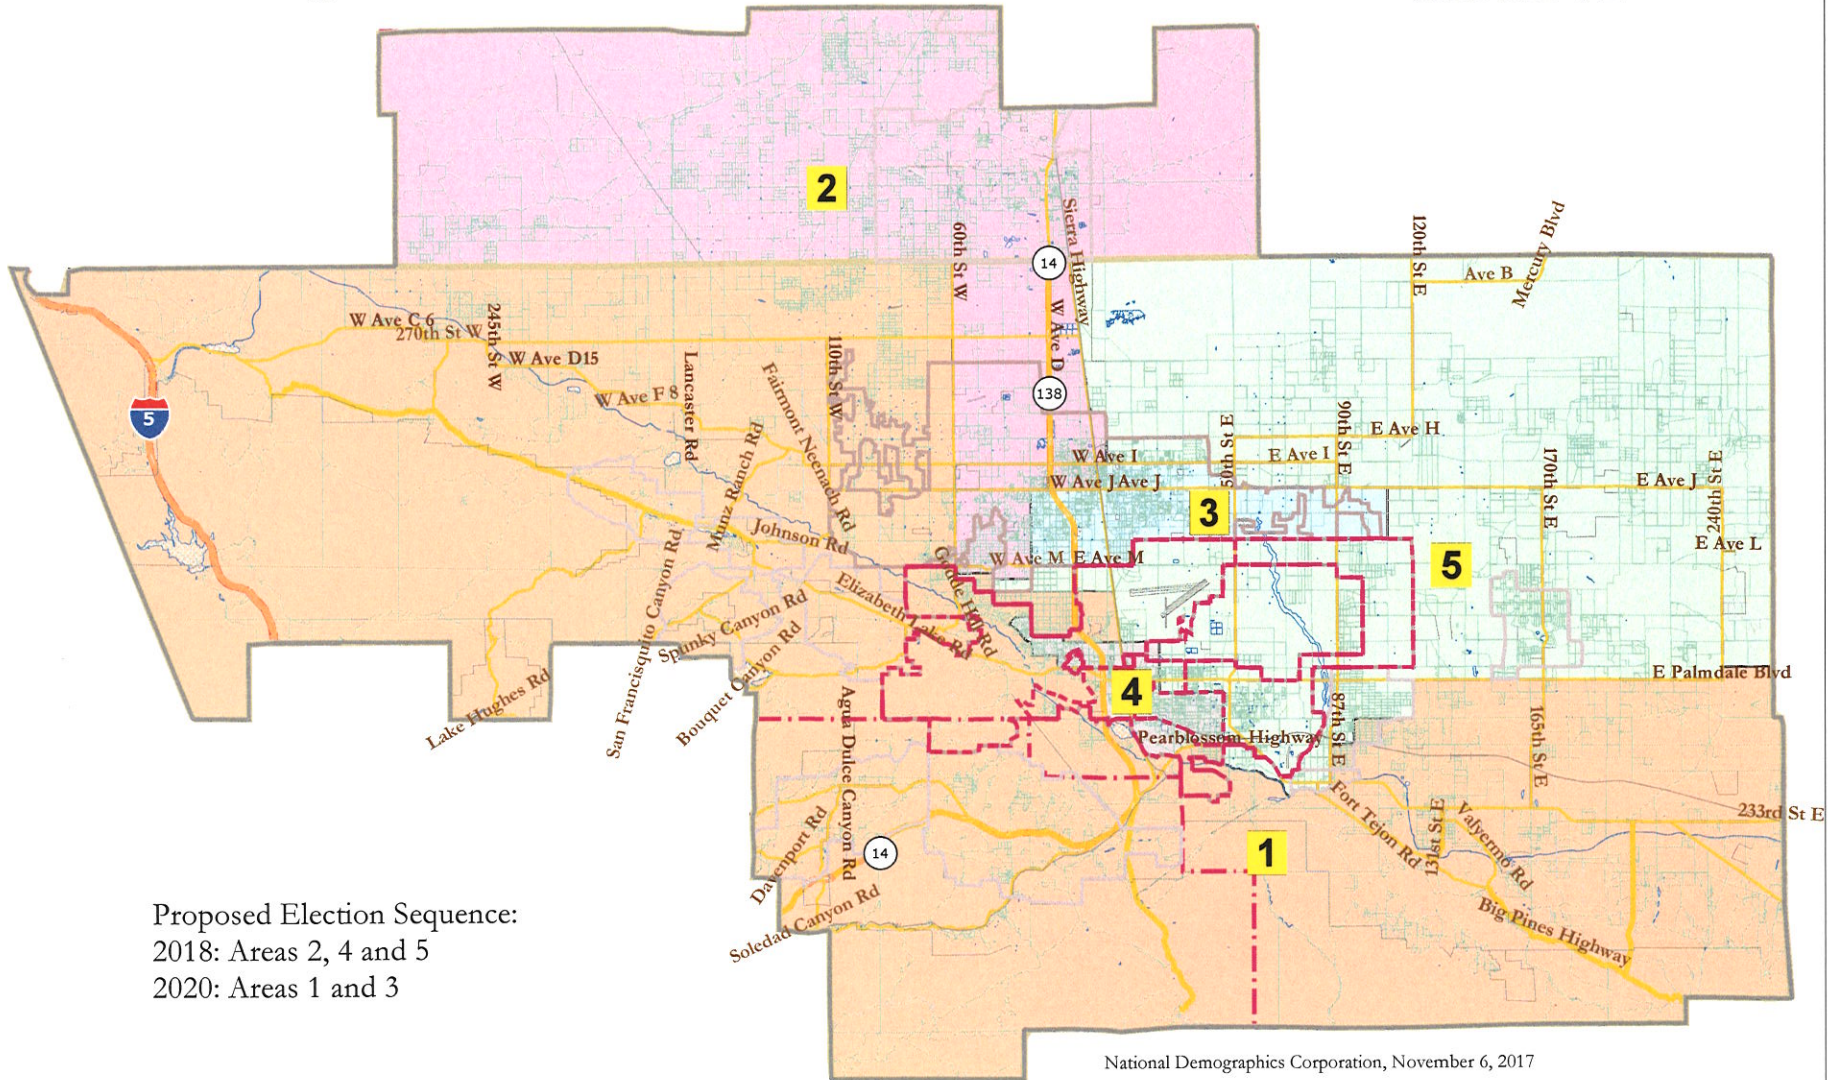 2
Sierra Highway
60th St W
14
120th St E
Mercury Blvd
Ave B
W Ave C 6
270th St W
245th St W
W Ave D15
W Ave D
110th St W
Lancaster Rd
Fairmont Neenach Rd
W Ave F 8
138
5
Munz Ranch Rd
50th St E
90th St E
E Ave H
W Ave I
E Ave I
170th St E
240th St E
W Ave J
Ave J
E Ave J
3
Johnson Rd
Godde Hill Rd
W Ave M
E Ave M
5
E Ave L
San Francisquito Canyon Rd
Elizabeth Lake Rd
Spunky Canyon Rd
Bouquet Canyon Rd
Lake Hughes Rd
4
E Palmdale Blvd
Agua Dulce Canyon Rd
Pearblossom Highway
87th St E
165th St E
Fort Tejon Rd
131st St E
Valyermo Rd
233rd St E
Davenport Rd
14
1
Soledad Canyon Rd
Big Pines Highway
Proposed Election Sequence:
2018: Areas 2, 4 and 5
2020: Areas 1 and 3
National Demographics Corporation, November 6, 2017